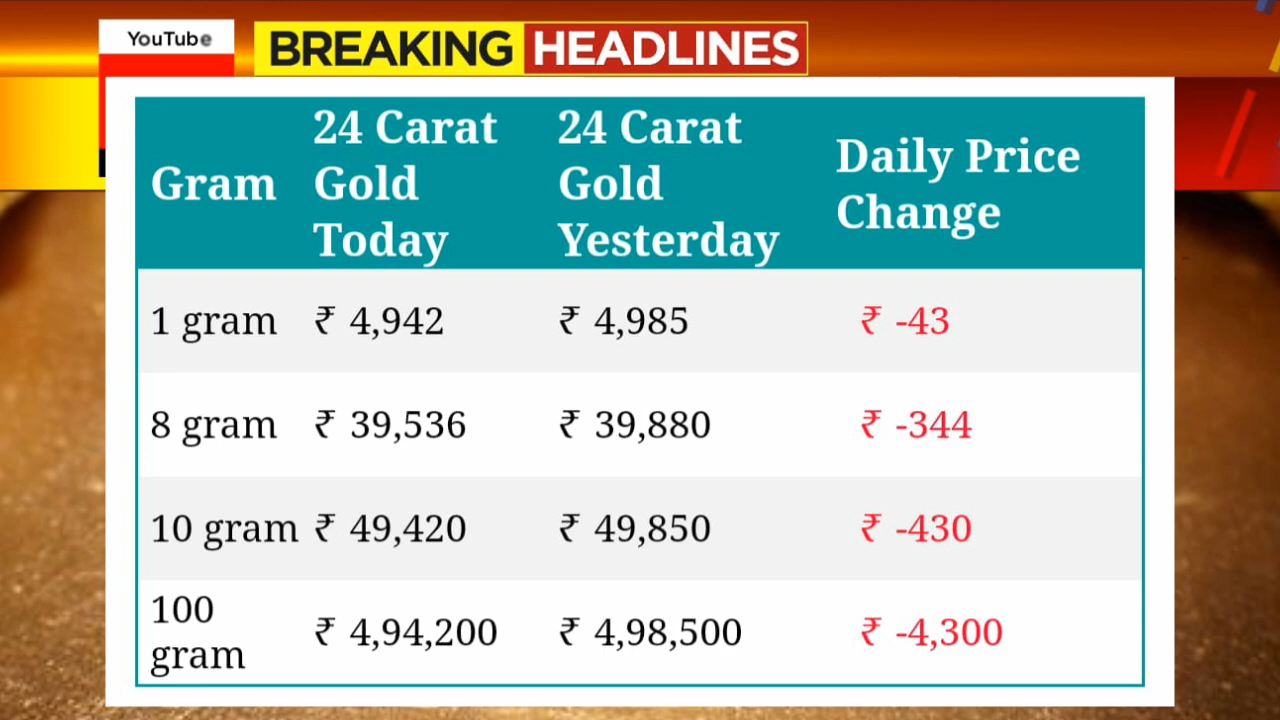 YouTube
BREAKING HEADLINES
Gram
24 Carat
Gold
Today
24 Carat
Gold
Yesterday
Daily Price
Change
1 gram ₹ 4,942 ₹ 4,985 ₹ -43
8 gram ₹ 39,536 ₹ 39,880 ₹ -344
10 gram ₹ 49,420 ₹ 49,850 ₹ -430
100
gram
₹ 4,94,200 ₹ 4,98,500 ₹ -4,300